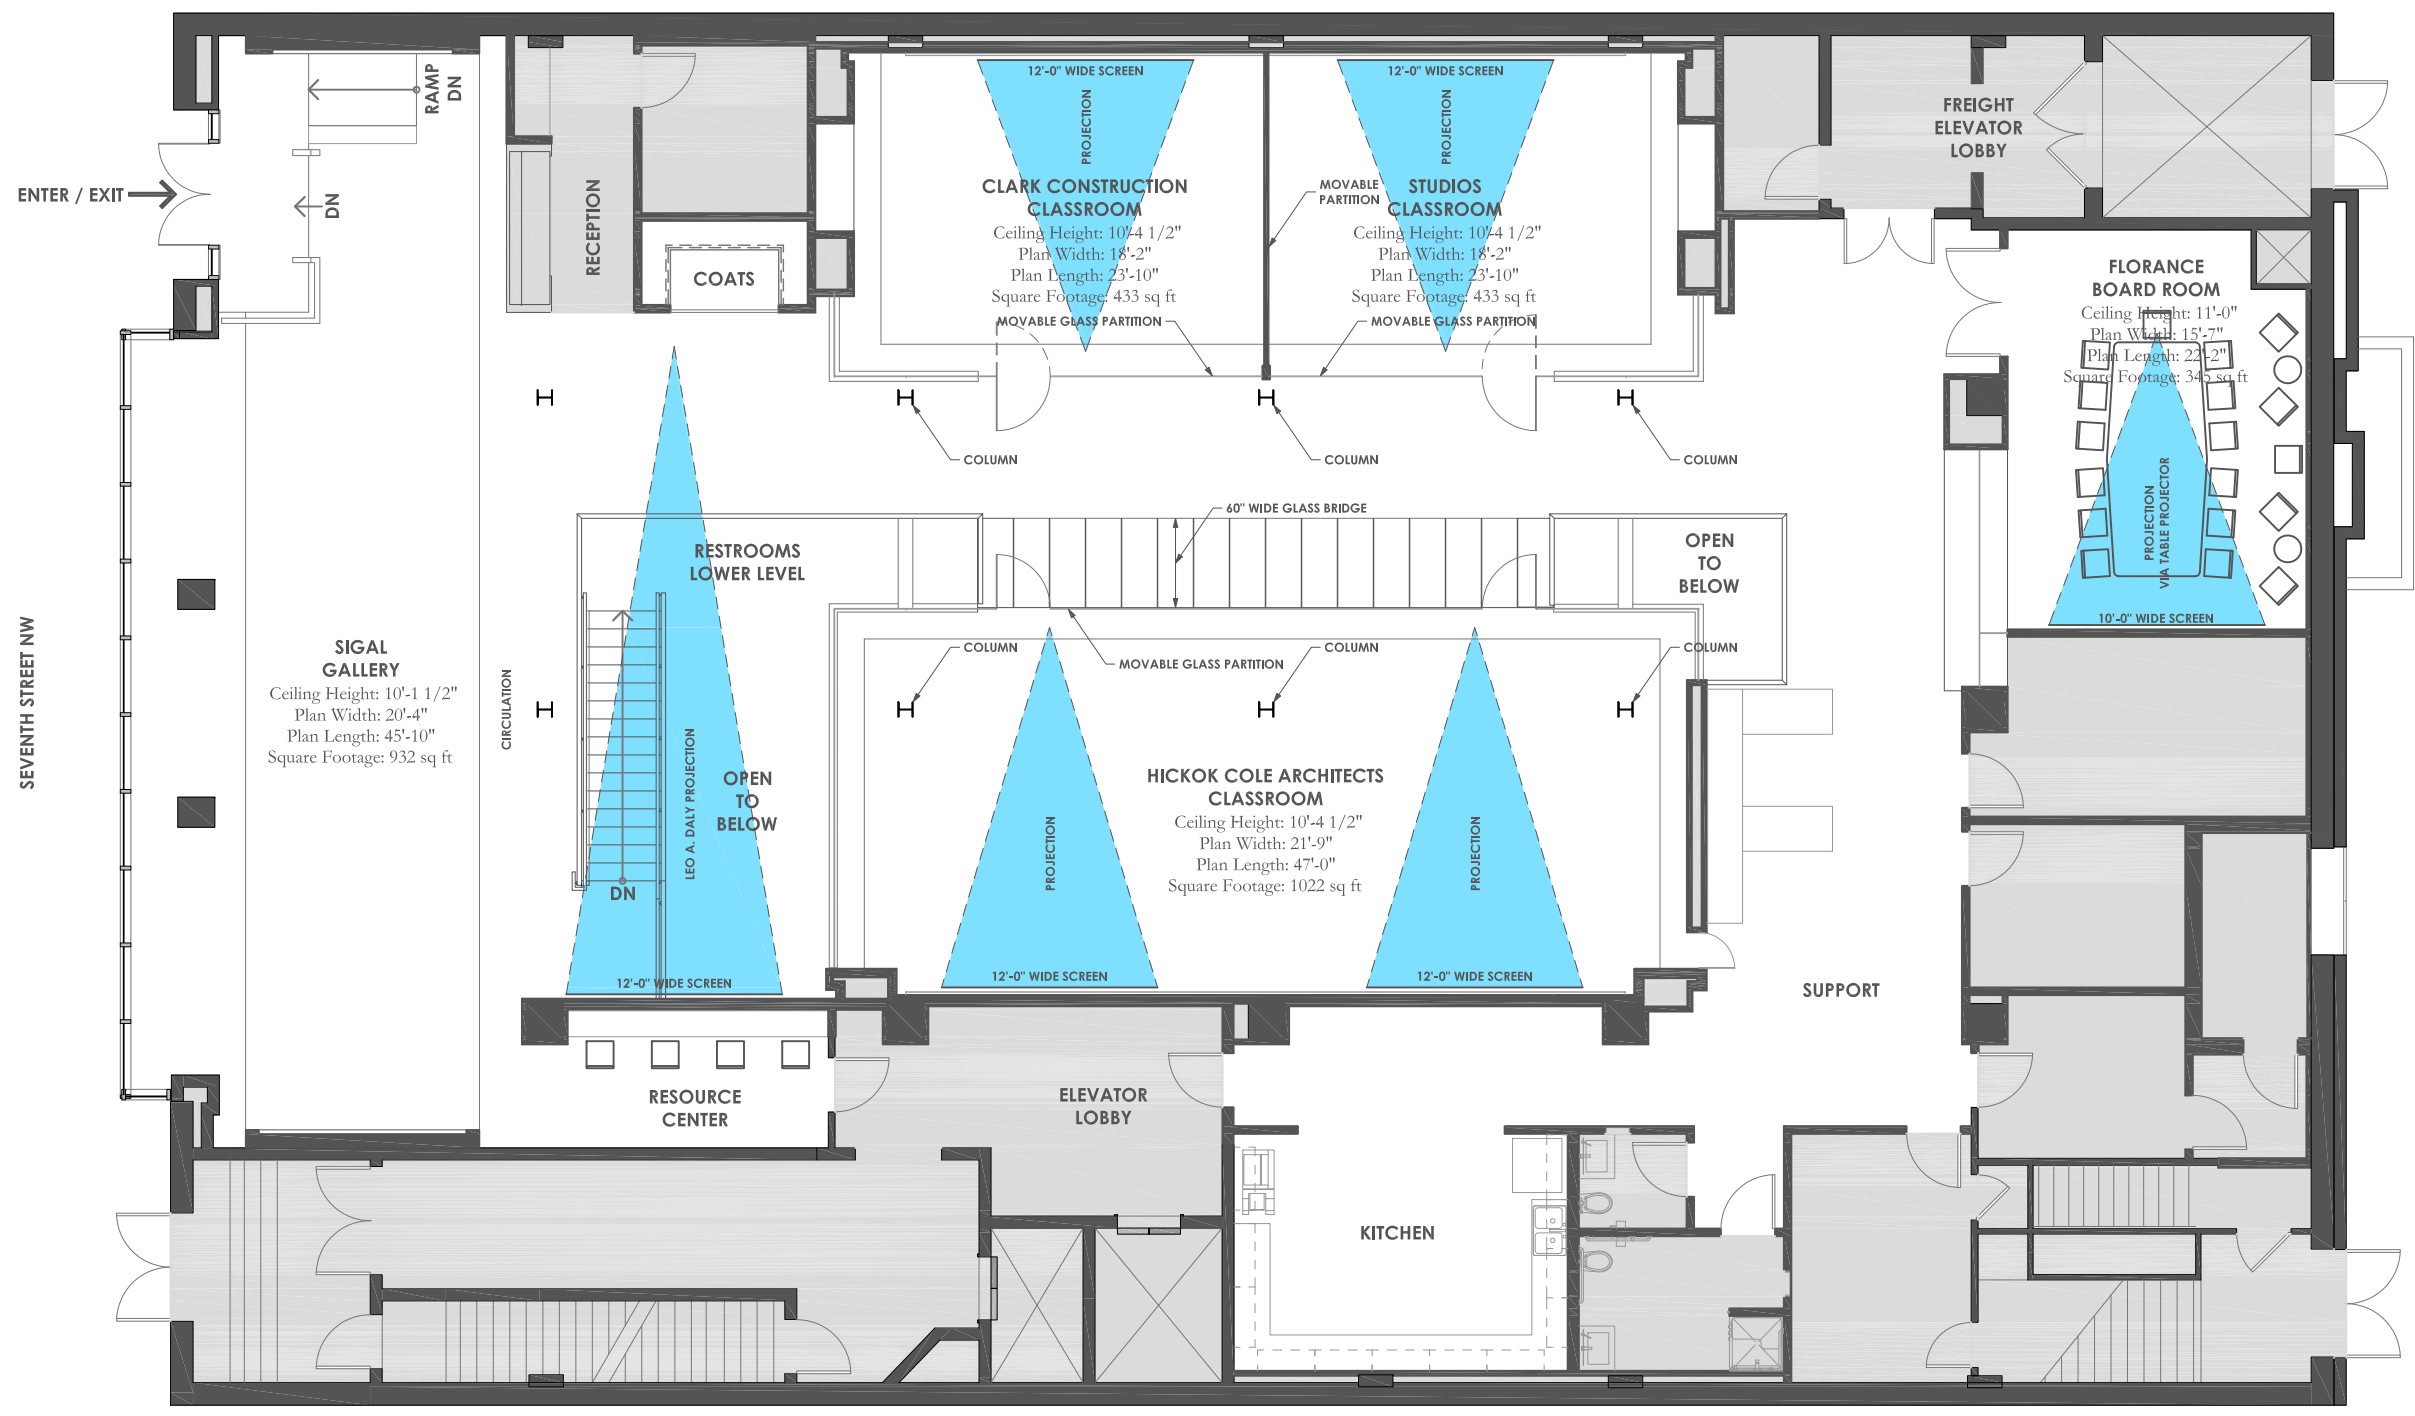 12'-0" WIDE SCREEN
PROJECTION
CLARK CONSTRUCTION
CLASSROOM
Ceiling Height: 10'-4 1/2"
Plan Width: 18'-2"
Plan Length: 23'-10"
Square Footage: 433 sq ft
MOVABLE GLASS PARTITION
12'-0" WIDE SCREEN
PROJECTION
MOVABLE
PARTITION
STUDIOS
CLASSROOM
Ceiling Height: 10'-4 1/2"
Plan Width: 18'-2"
Plan Length: 23'-10"
Square Footage: 433 sq ft
MOVABLE GLASS PARTITION
RAMP
DN
ENTER / EXIT
DN
RECEPTION
COATS
FREIGHT
ELEVATOR
LOBBY
FLORANCE
BOARD ROOM
Ceiling Height: 11'-0"
Plan Width: 15'-7"
Plan Length: 22'-2"
Square Footage: 345 sq ft
PROJECTION
VIA TABLE PROJECTOR
10'-0" WIDE SCREEN
COLUMN
COLUMN
COLUMN
60" WIDE GLASS BRIDGE
RESTROOMS
LOWER LEVEL
OPEN
TO
BELOW
SEVENTH STREET NW
SIGAL
GALLERY
Ceiling Height: 10'-1 1/2"
Plan Width: 20'-4"
Plan Length: 45'-10"
Square Footage: 932 sq ft
CIRCULATION
LEO A. DALY PROJECTION
OPEN
TO
BELOW
DN
12'-0" WIDE SCREEN
COLUMN
MOVABLE GLASS PARTITION
COLUMN
COLUMN
HICKOK COLE ARCHITECTS
CLASSROOM
Ceiling Height: 10'-4 1/2"
Plan Width: 21'-9"
Plan Length: 47'-0"
Square Footage: 1022 sq ft
PROJECTION
12'-0" WIDE SCREEN
PROJECTION
12'-0" WIDE SCREEN
SUPPORT
RESOURCE
CENTER
ELEVATOR
LOBBY
KITCHEN